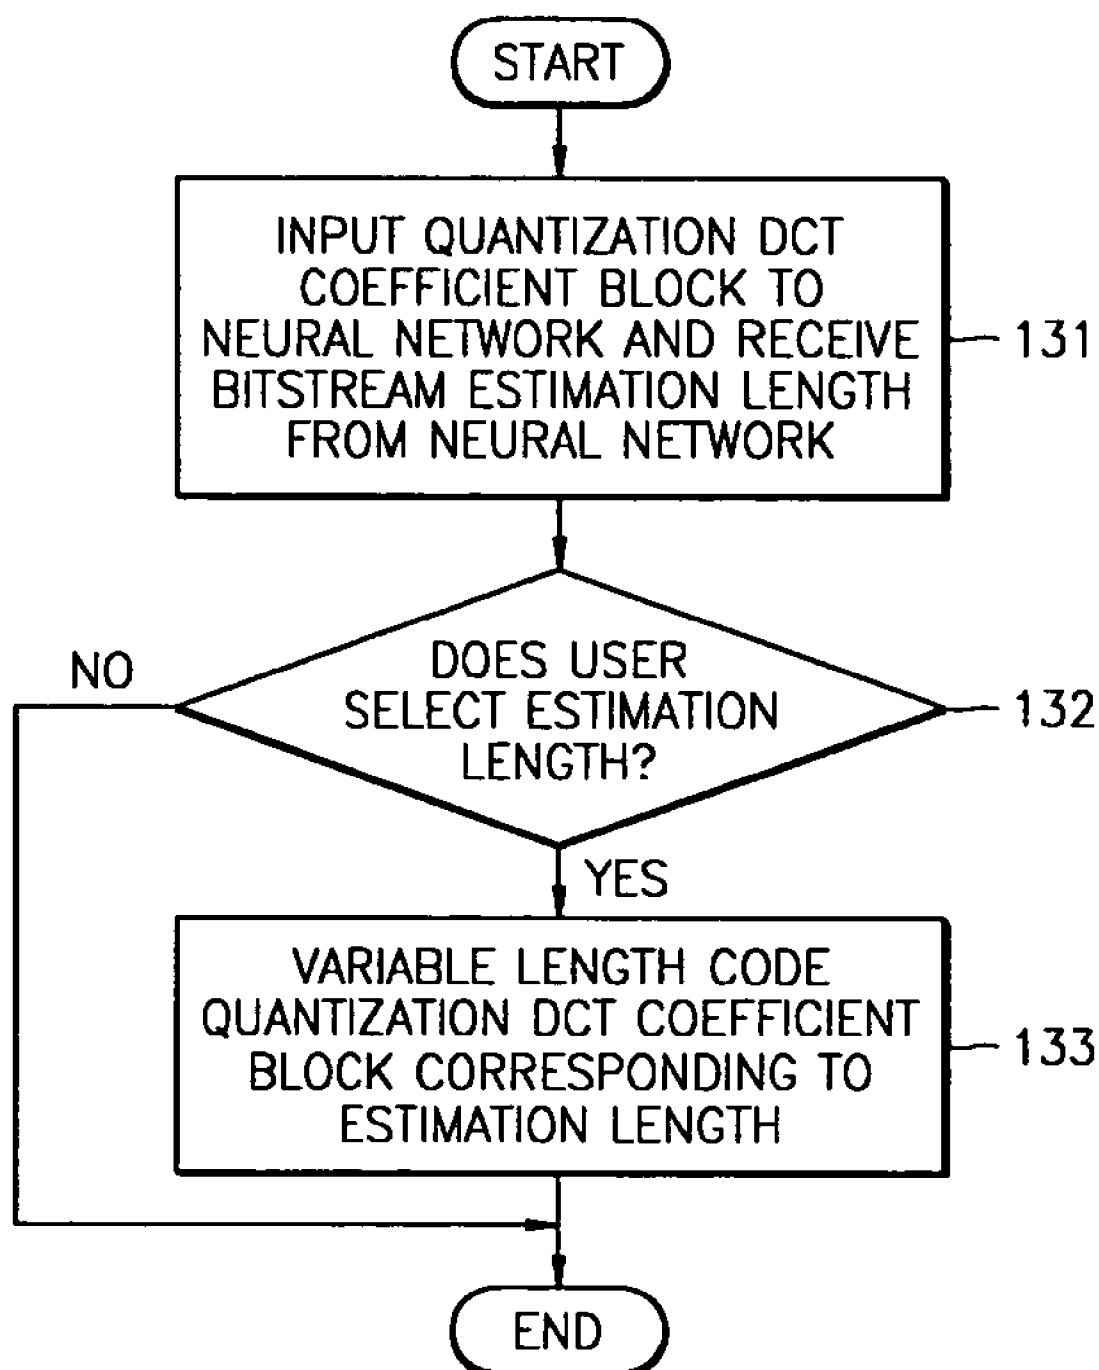 START
INPUT QUANTIZATION DCT
COEFFICIENT BLOCK TO
NEURAL NETWORK AND RECEIVE
BITSTREAM ESTIMATION LENGTH
FROM NEURAL NETWORK
131
DOES USER
SELECT ESTIMATION
LENGTH?
132
NO
YES
VARIABLE LENGTH CODE
QUANTIZATION DCT COEFFICIENT
BLOCK CORRESPONDING TO
ESTIMATION LENGTH
133
END